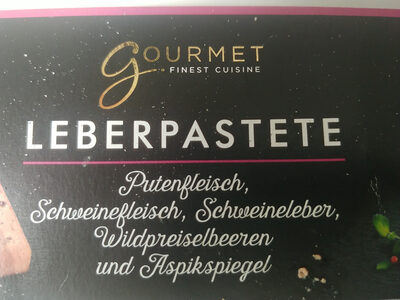 GOURMET
FINEST CUISINE
LEBERPASTETE
Putenfleisch,
Schweinefleisch, Schweineleber,
Wildpreiselbeeren
und Aspikspiegel